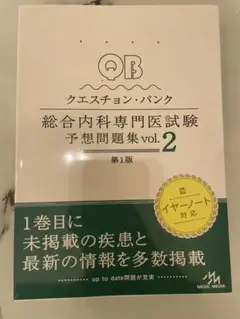 QB
クエスチョン・バンク
総合内科専門医試験
予想問題集vol.2
第1版
イヤーノート
対応
1巻目に
未掲載の疾患と
最新の情報を多数掲載
up to date問題が充実
MEDIC MEDIA